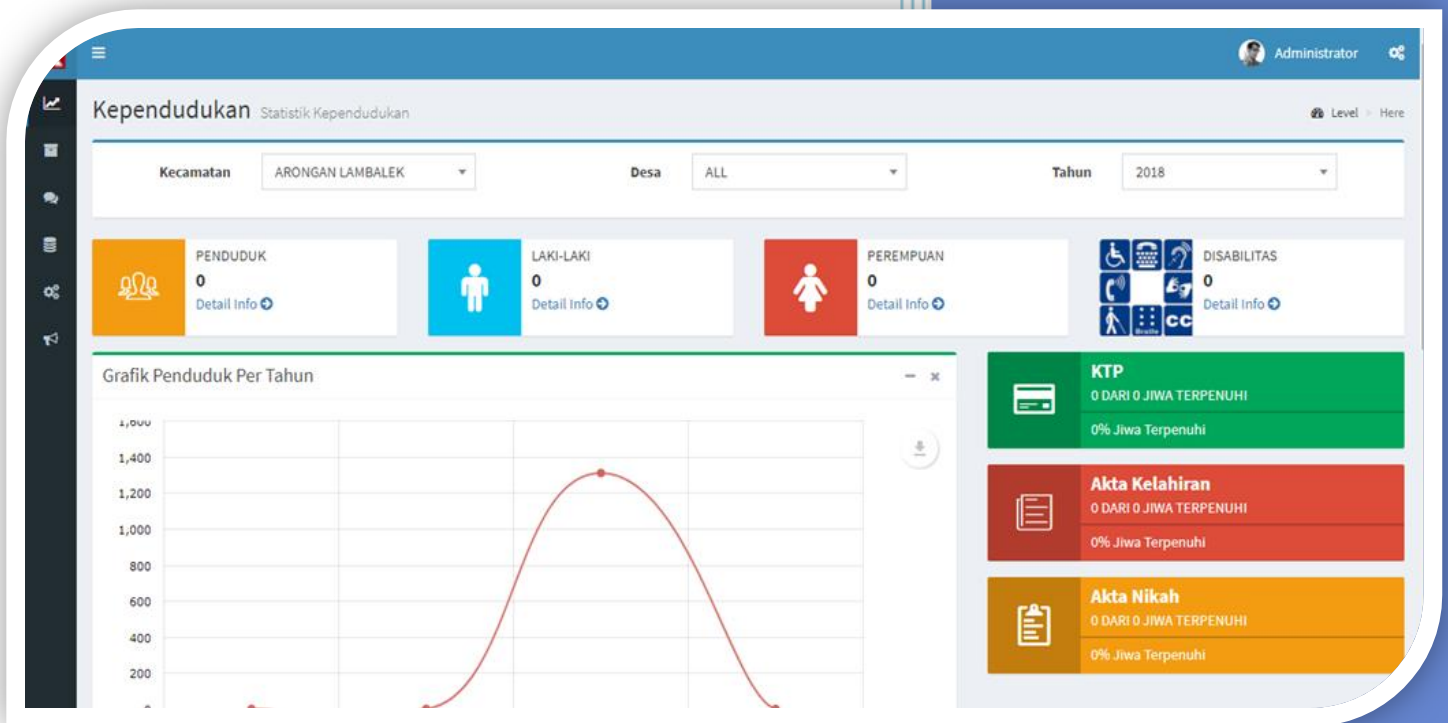 Administrator
Kependudukan Statistik Kependudukan
Level > Here
Kecamatan ARONGAN LAMBALEK Desa ALL Tahun 2018
PENDUDUK
0
Detail Info
LAKI-LAKI
0
Detail Info
PEREMPUAN
0
Detail Info
Braille
CC
DISABILITAS
0
Detail Info
Grafik Penduduk Per Tahun
1,600
1,400
1,200
1,000
800
600
400
200
KTP
0 DARI 0 JIWA TERPENUHI
0% Jiwa Terpenuhi
Akta Kelahiran
0 DARI 0 JIWA TERPENUHI
0% Jiwa Terpenuhi
Akta Nikah
0 DARI 0 JIWA TERPENUHI
0% Jiwa Terpenuhi